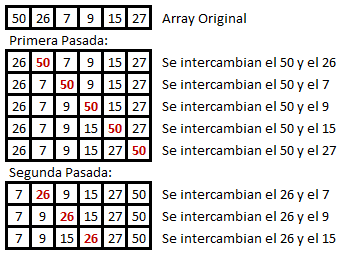 50 26 7 9 15 27 Array Original
Primera Pasada:
26 50 7 9 15 27 Se intercambian el 50 y el 26
26 7 50 9 15 27 Se intercambian el 50 y el 7
26 7 9 50 15 27 Se intercambian el 50 y el 9
26 7 9 15 50 27 Se intercambian el 50 y el 15
26 7 9 15 27 50 Se intercambian el 50 y el 27
Segunda Pasada:
7 26 9 15 27 50 Se intercambian el 26 y el 7
7 9 26 15 27 50 Se intercambian el 26 y el 9
7 9 15 26 27 50 Se intercambian el 26 y el 15